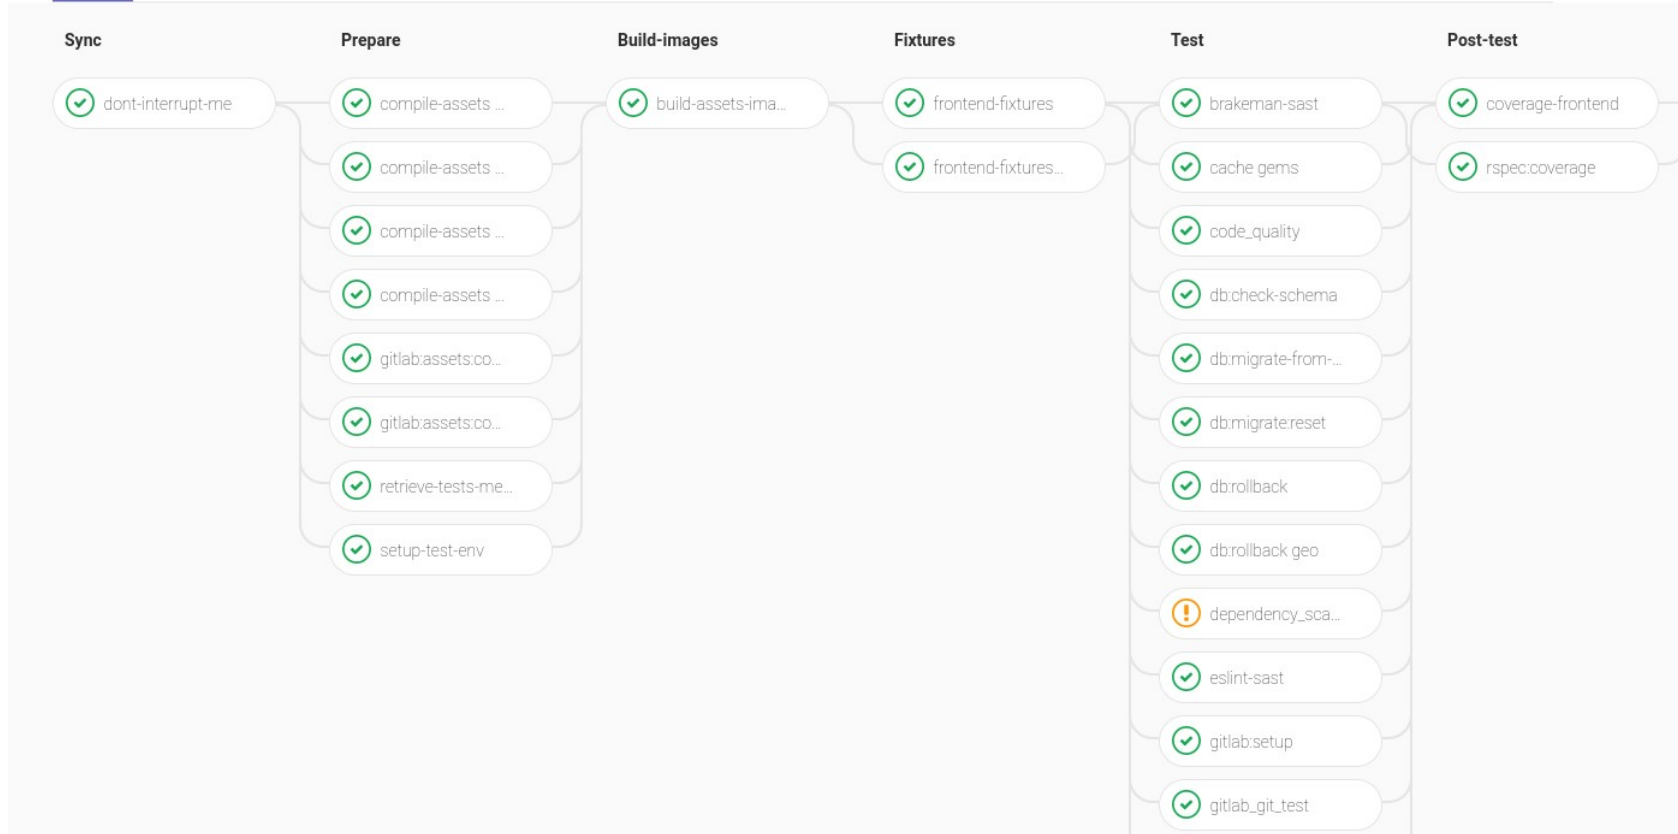 Sync
Prepare
Build-images
Fixtures
Test
Post-test
dont-interrupt-me
compile-assets ...
build-assets-ima...
frontend-fixtures
brakeman-sast
coverage-frontend
compile-assets ...
frontend-fixtures...
cache gems
rspec:coverage
compile-assets ...
code_quality
compile-assets ...
db:check-schema
gitlab:assets:co...
db:migrate-from-...
gitlab:assets:co...
db:migrate:reset
retrieve-tests-me...
db:rollback
setup-test-env
db:rollback geo
dependency_sca...
eslint-sast
gitlab:setup
gitlab_git_test